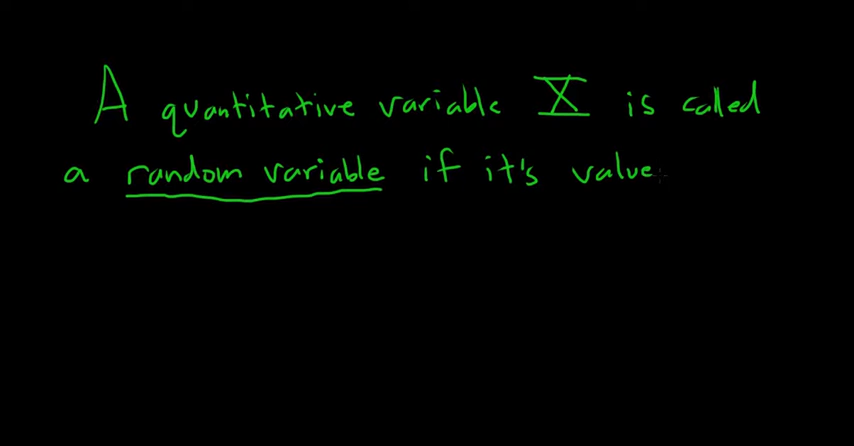 A quantitative variable X is called
a random variable if it's value